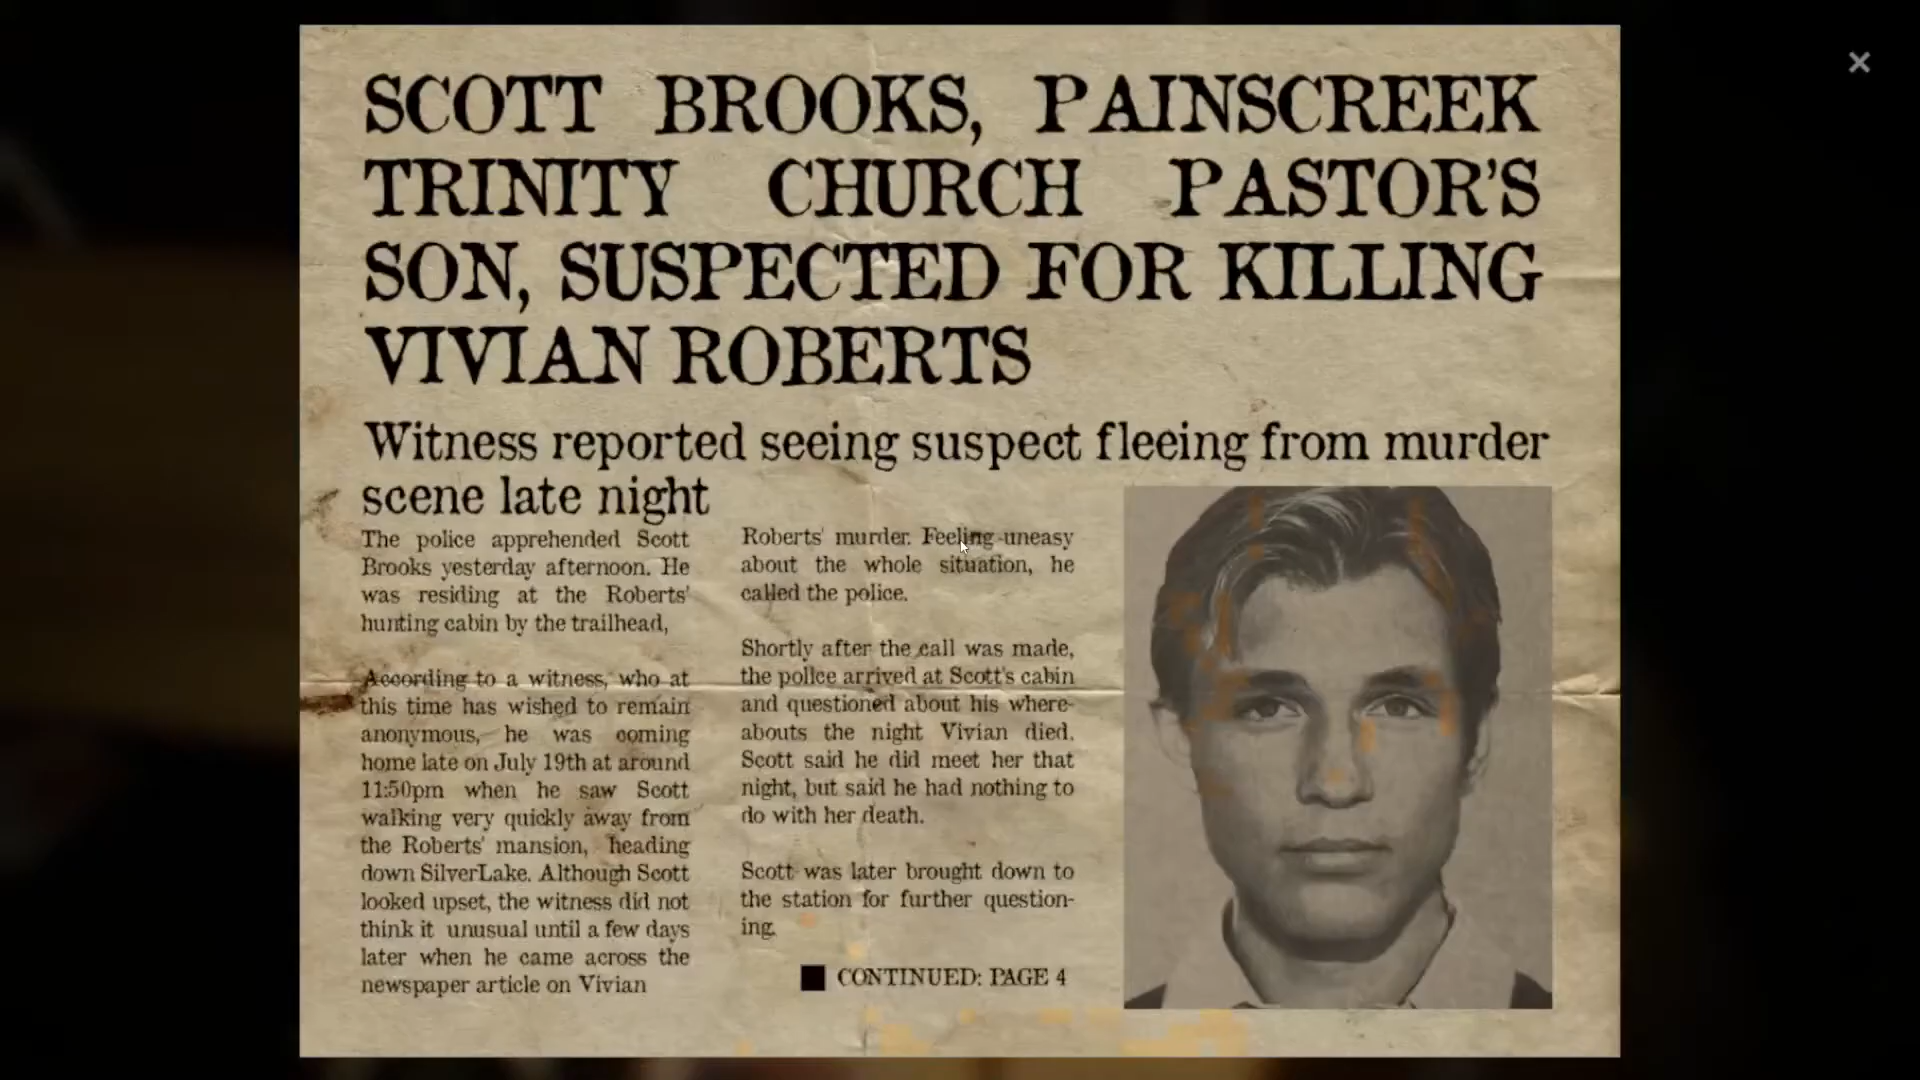 SCOTT BROOKS, PAINSCREEK
TRINITY CHURCH PASTOR'S
SON, SUSPECTED FOR KILLING
VIVIAN ROBERTS
Witness reported seeing suspect fleeing from murder
scene late night
The police apprehended Scott
Brooks yesterday afternoon. He
was residing at the Roberts'
hunting cabin by the trailhead,
According to a witness, who at
this time has wished to remain
anonymous, he was coming
home late on July 19th at around
11:50pm when he saw Scott
walking very quickly away from
the Roberts' mansion, heading
down SilverLake. Although Scott
looked upset, the witness did not
think it unusual until a few days
later when he came across the
newspaper article on Vivian
Roberts' murder. Feeling uneasy
about the whole situation, he
called the police.
Shortly after the call was made,
the police arrived at Scott's cabin
and questioned about his where-
abouts the night Vivian died.
Scott said he did meet her that
night, but said he had nothing to
do with her death.
Scott was later brought down to
the station for further question-
ing.
CONTINUED: PAGE 4